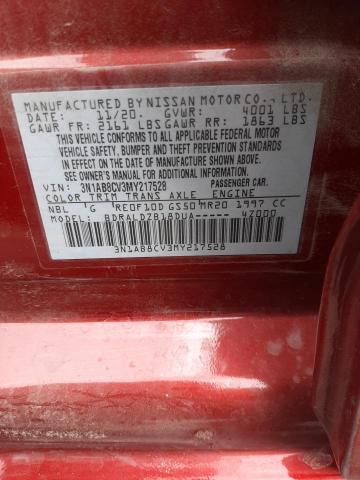 MANUFACTURED BY NISSAN MOTOR CO., LTD.
DATE: 11/20. GVWR: 4001 LBS
GAWR FR: 2161 LBS GAWR RR: 1863 LBS
THIS VEHICLE CONFORMS TO ALL APPLICABLE FEDERAL MOTOR
VEHICLE SAFETY, BUMPER, AND THEFT PREVENTION STANDARDS
IN EFFECT ON THE DATE OF MANUFACTURE SHOWN ABOVE.
SEE OWNER'S MANUAL FOR ADDITIONAL INFORMATION
VIN: 3N1AB8CV3MY217528 PASSENGER CAR.
COLOR TRIM TRANS AXLE ENGINE
NBL G RE0F10D GS50 MR20 1997 CC
MODEL: BDRALDZB18DUA----- 4Z000
3N1AB8CV3MY217528